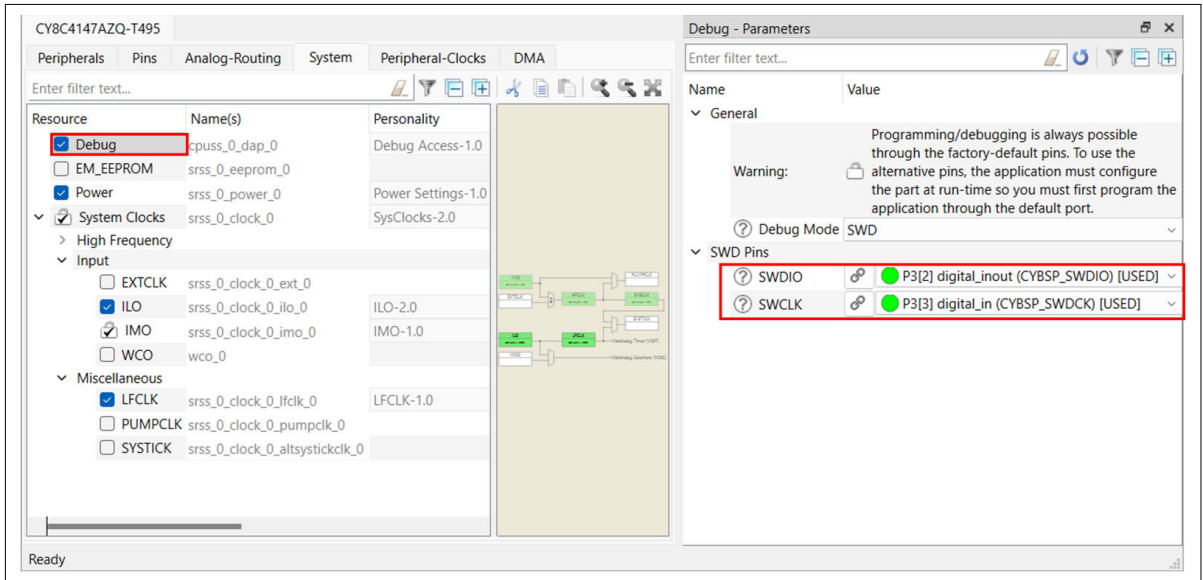 CY8C4147AZQ-T495
Peripherals Pins Analog-Routing System Peripheral-Clocks DMA
Enter filter text...
Resource Name(s) Personality
Debug cpuss_0_dap_0 Debug Access-1.0
EM_EEPROM srss_0_eeprom_0
Power srss_0_power_0 Power Settings-1.0
System Clocks srss_0_clock_0 SysClocks-2.0
High Frequency
Input
EXTCLK srss_0_clock_0_ext_0
ILO srss_0_clock_0_ilo_0 ILO-2.0
IMO srss_0_clock_0_imo_0 IMO-1.0
WCO wco_0
Miscellaneous
LFCLK srss_0_clock_0_lfclk_0 LFCLK-1.0
PUMPCLK srss_0_clock_0_pumpclk_0
SYSTICK srss_0_clock_0_altsystickclk_0
Ready
Debug - Parameters
Enter filter text...
Name Value
General
Warning: Programming/debugging is always possible
through the factory-default pins. To use the
alternative pins, the application must configure
the part at run-time so you must first program the
application through the default port.
Debug Mode SWD
SWD Pins
SWDIO P3[2] digital_inout (CYBSP_SWDIO) [USED]
SWCLK P3[3] digital_in (CYBSP_SWDCK) [USED]